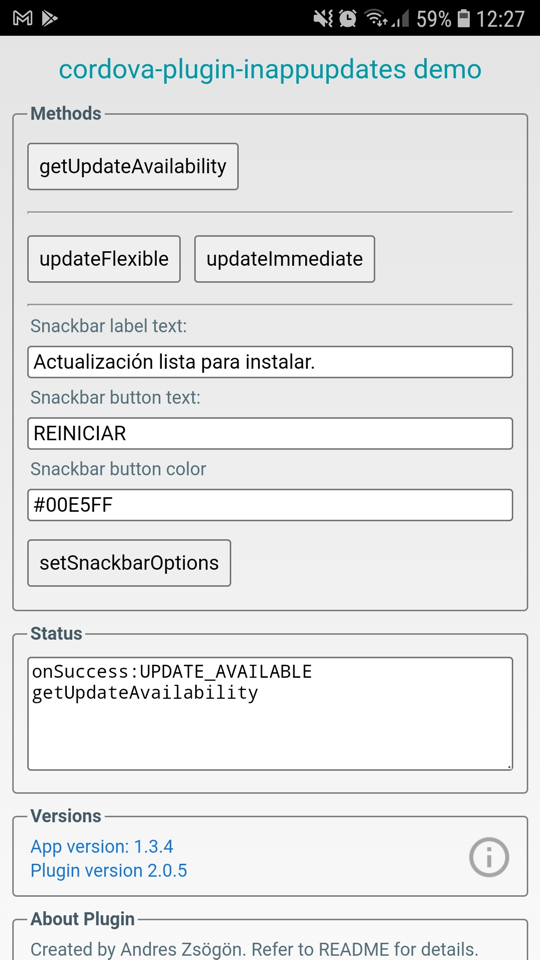 59% 12:27
cordova-plugin-inappupdates demo
Methods
getUpdateAvailability
updateFlexible updateImmediate
Snackbar label text:
Actualización lista para instalar.
Snackbar button text:
REINICIAR
Snackbar button color
#00E5FF
setSnackbarOptions
Status
onSuccess:UPDATE_AVAILABLE
getUpdateAvailability
Versions
App version: 1.3.4
Plugin version 2.0.5
About Plugin
Created by Andres Zsögön. Refer to README for details.